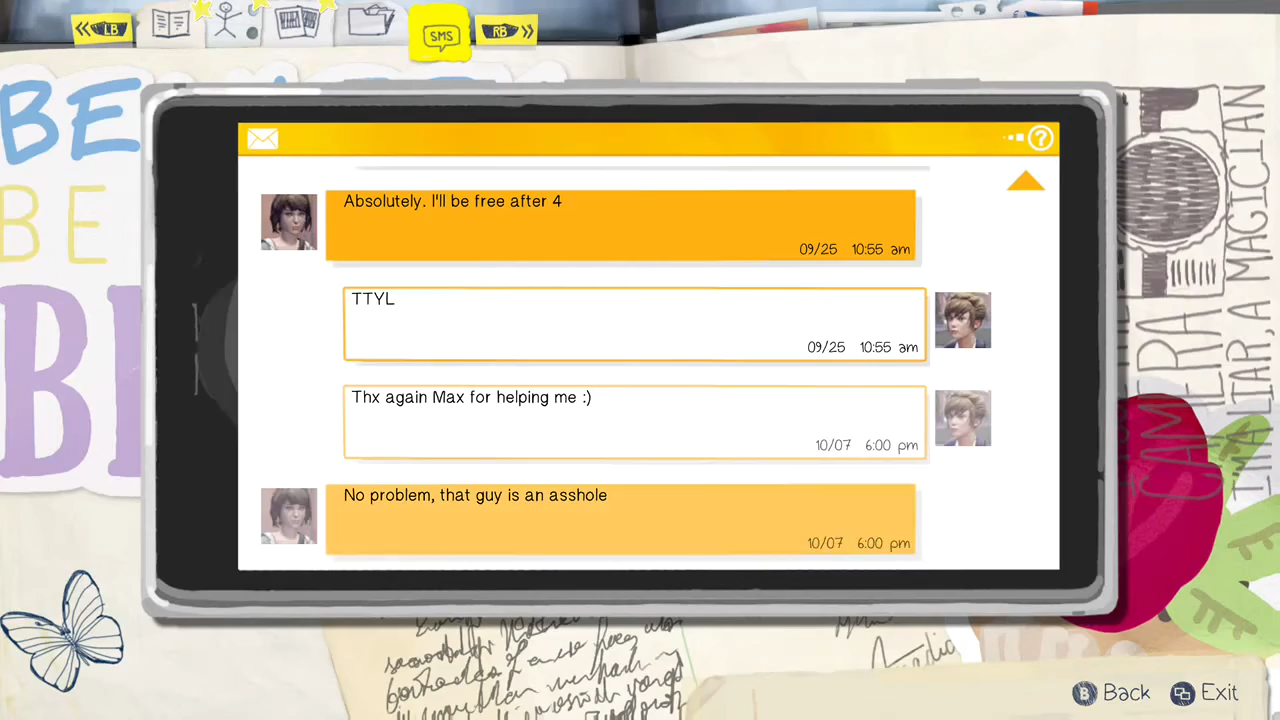 LB
SMS
RB
BE
BE
B
Absolutely. I'll be free after 4
09/25 10:55 am
TTYL
09/25 10:55 am
Thx again Max for helping me :)
10/07 6:00 pm
No problem, that guy is an asshole
10/07 6:00 pm
CAMERA
LIAR, A MAGICIAN
B Back
Exit